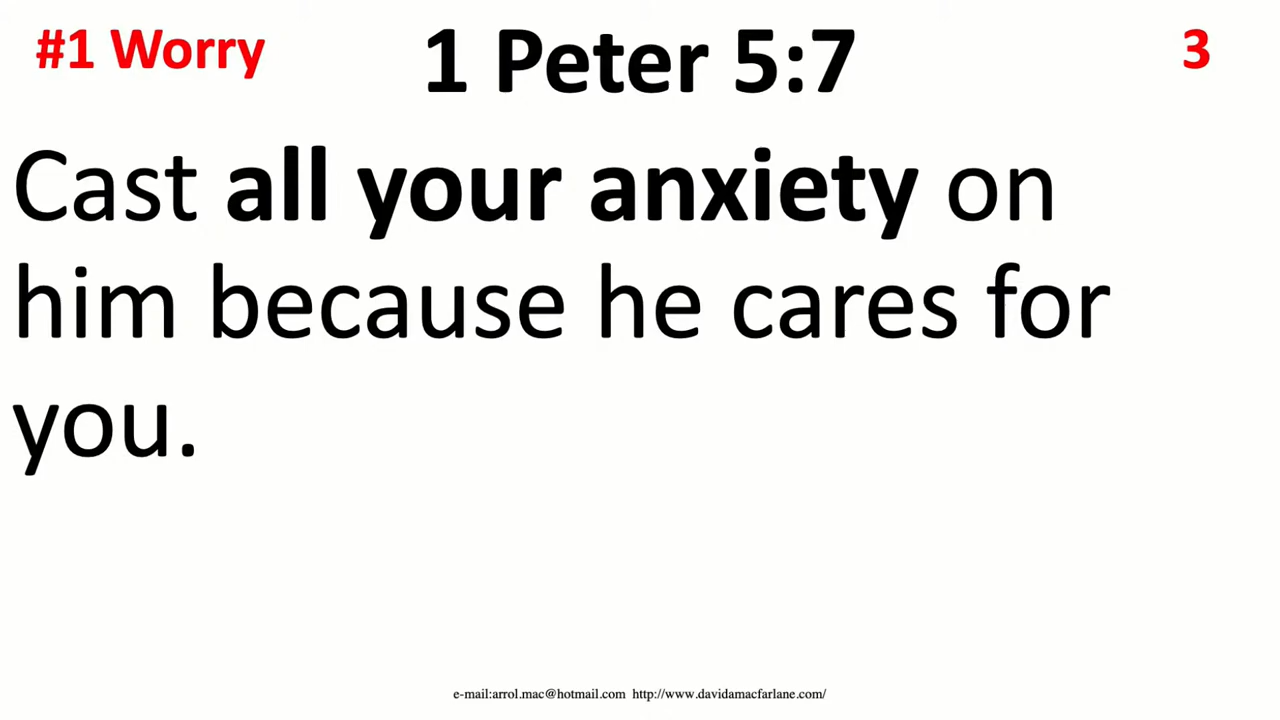 #1 Worry 1 Peter 5:7 3
Cast all your anxiety on
him because he cares for
you.
e-mail:arrol.mac@hotmail.com http://www.davidamacfarlane.com/